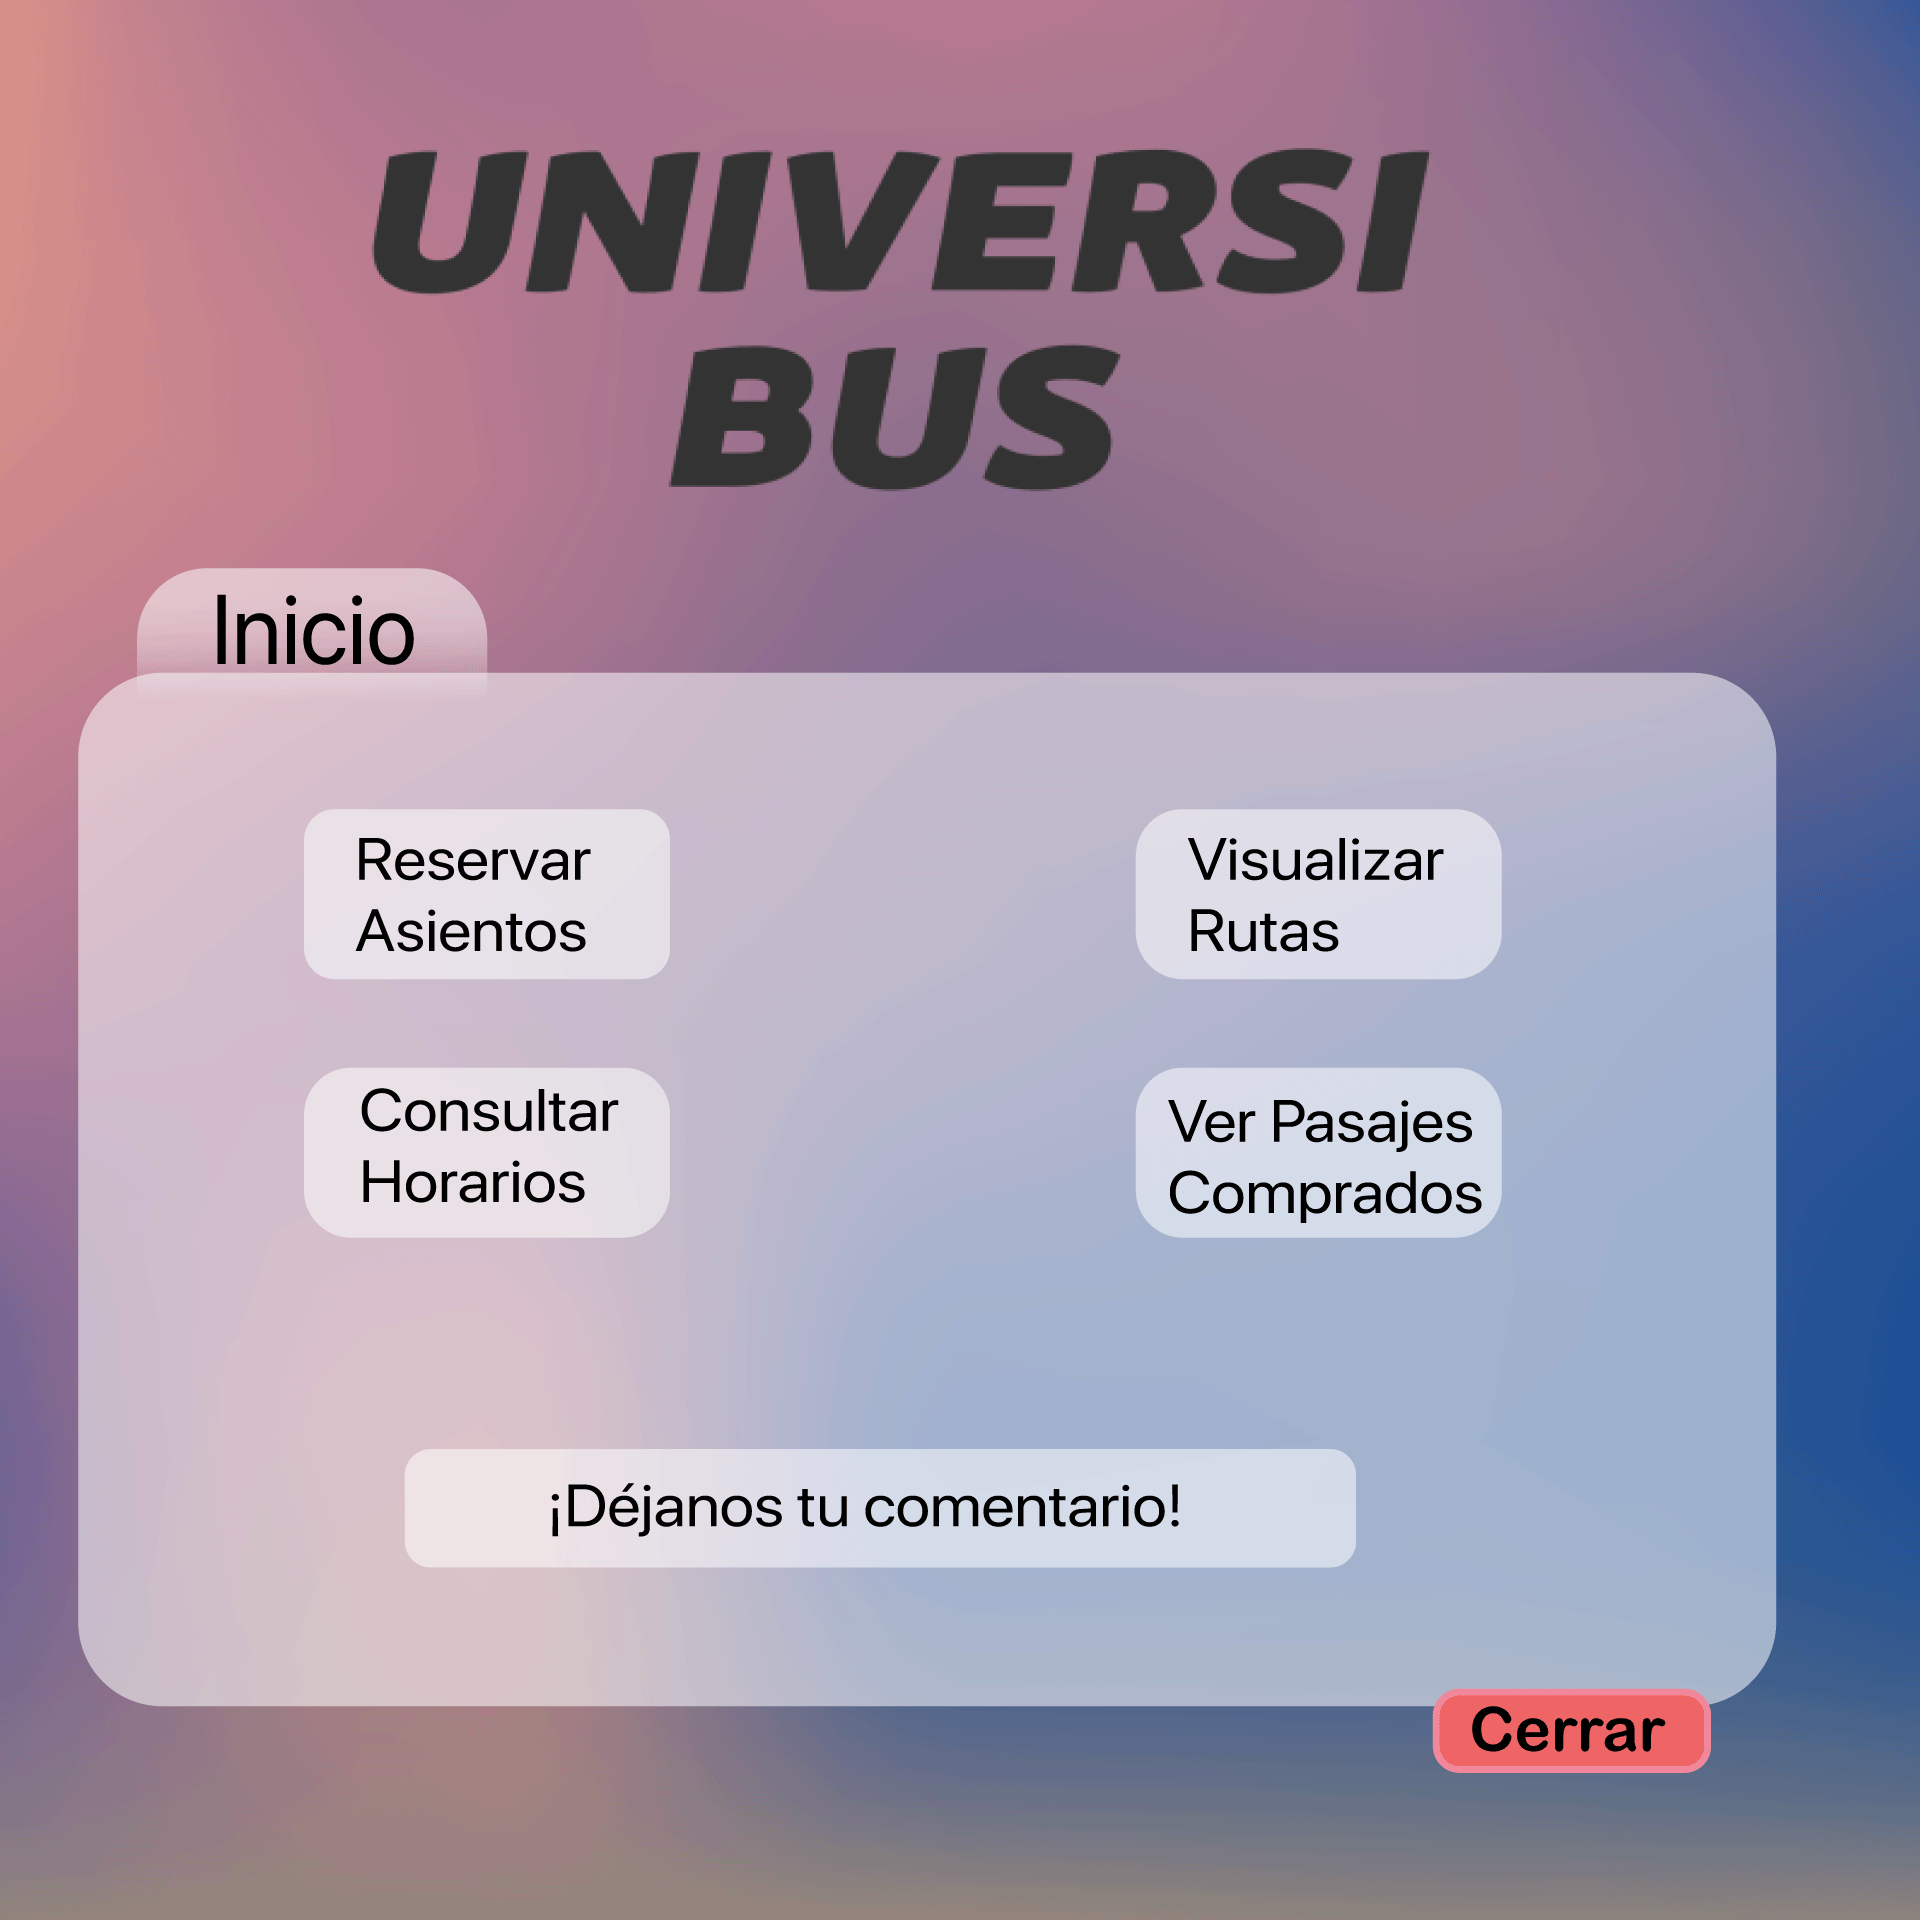 UNIVERSI
BUS
Inicio
Reservar
Asientos
Visualizar
Rutas
Consultar
Horarios
Ver Pasajes
Comprados
¡Déjanos tu comentario!
Cerrar